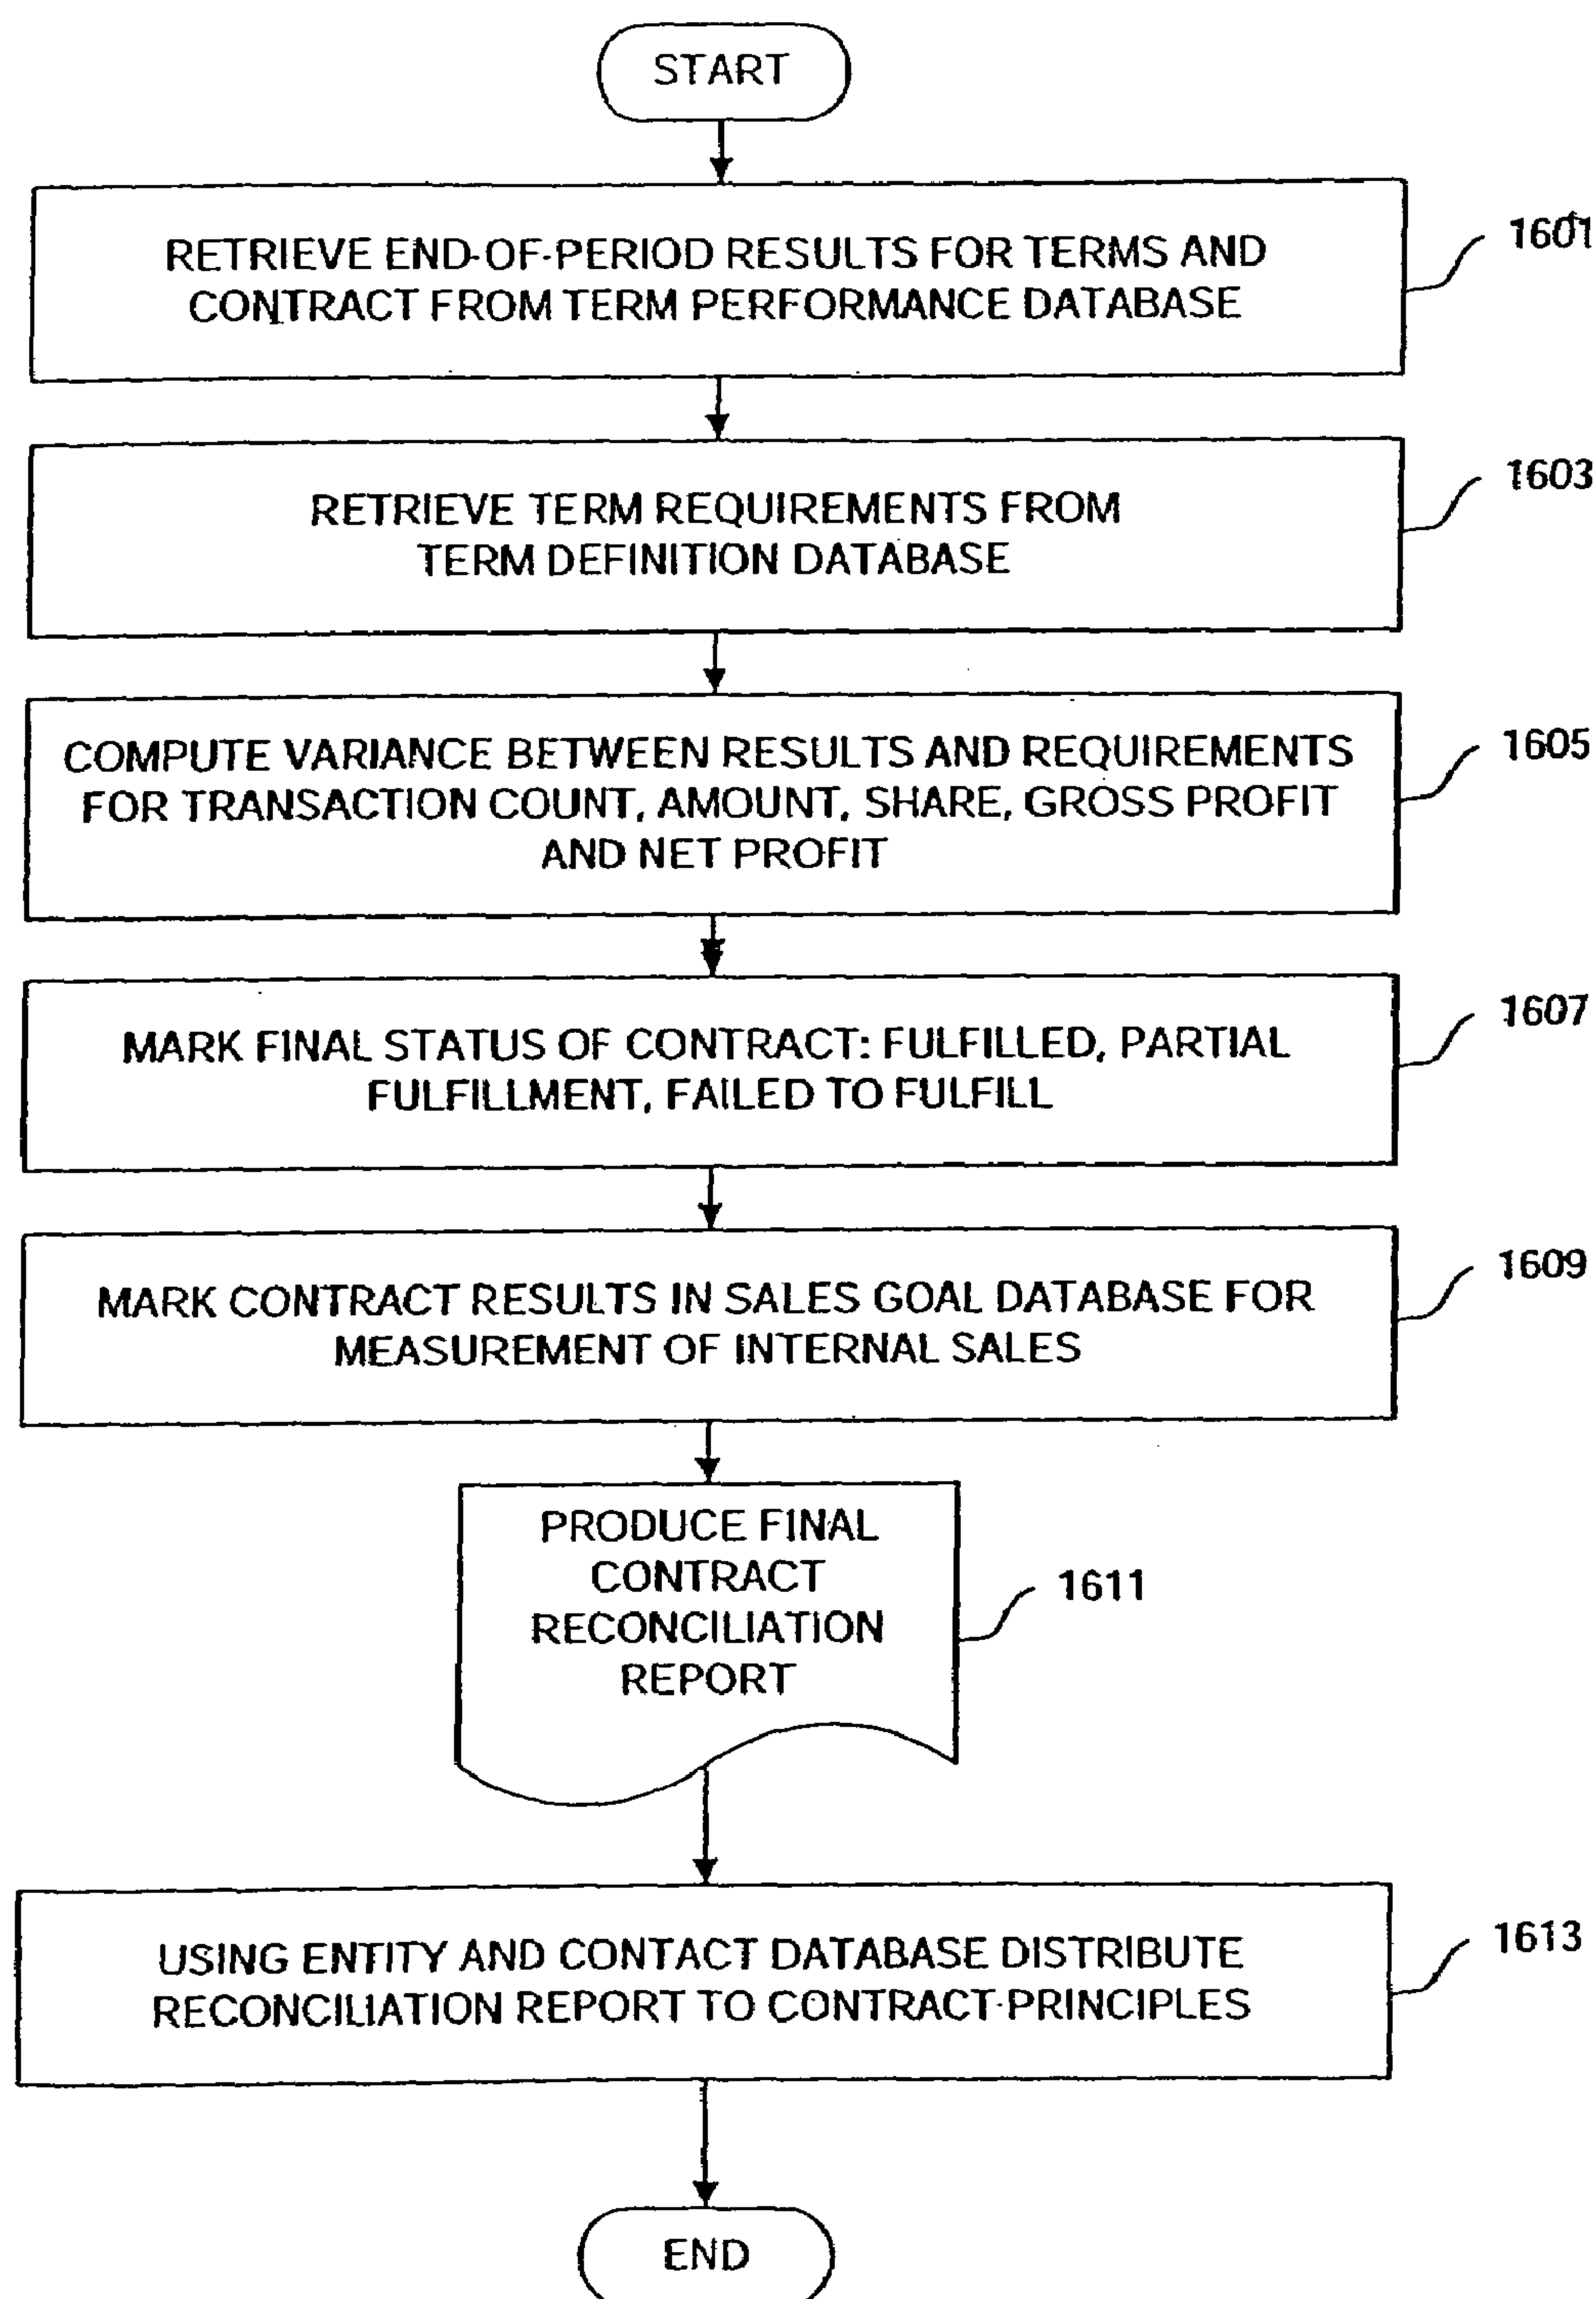 START
RETRIEVE END-OF-PERIOD RESULTS FOR TERMS AND
CONTRACT FROM TERM PERFORMANCE DATABASE
1601
RETRIEVE TERM REQUIREMENTS FROM
TERM DEFINITION DATABASE
1603
COMPUTE VARIANCE BETWEEN RESULTS AND REQUIREMENTS
FOR TRANSACTION COUNT, AMOUNT, SHARE, GROSS PROFIT
AND NET PROFIT
1605
MARK FINAL STATUS OF CONTRACT: FULFILLED, PARTIAL
FULFILLMENT, FAILED TO FULFILL
1607
MARK CONTRACT RESULTS IN SALES GOAL DATABASE FOR
MEASUREMENT OF INTERNAL SALES
1609
PRODUCE FINAL
CONTRACT
RECONCILIATION
REPORT
1611
USING ENTITY AND CONTACT DATABASE DISTRIBUTE
RECONCILIATION REPORT TO CONTRACT PRINCIPLES
1613
END